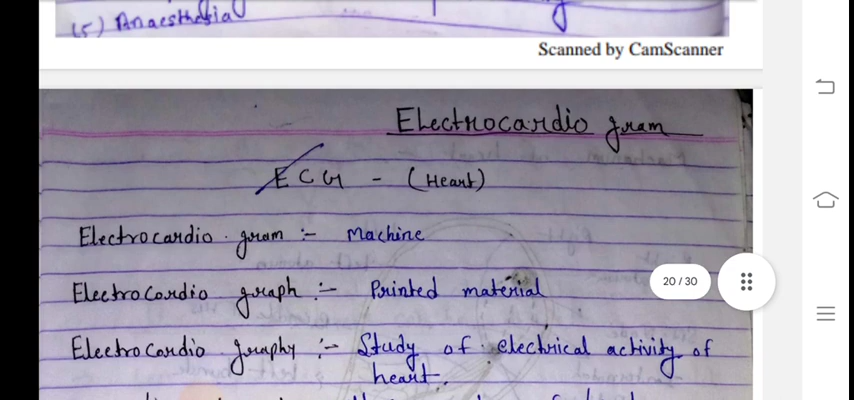 (5) Anaesthesia
Scanned by CamScanner
Electrocardio gram
ECG - (Heart)
Electrocardio gram :- Machine
Electrocardio graph :- Printed material
20 / 30
Electrocardio graphy :- Study of electrical activity of
heart.